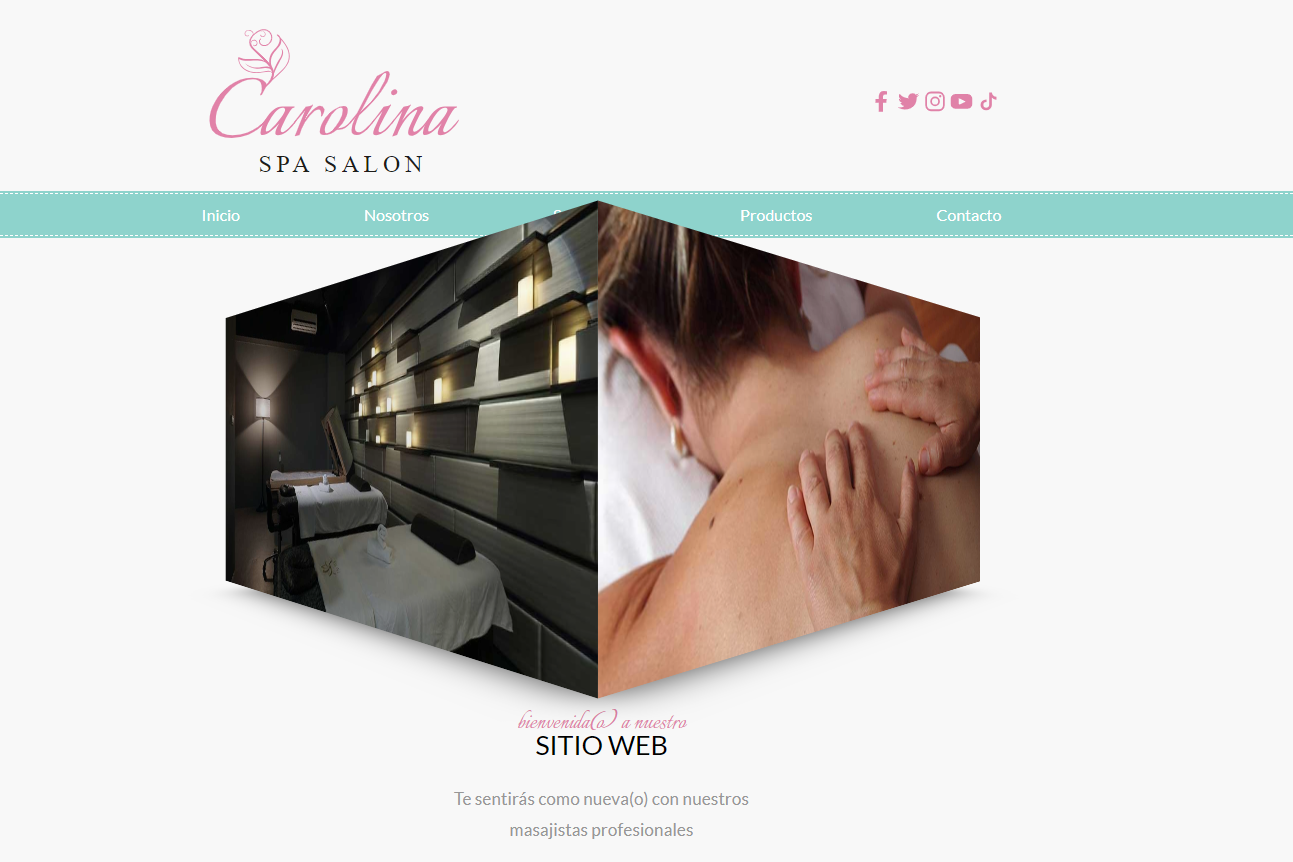 Carolina
SPA SALON
Inicio Nosotros Productos Contacto
bienvenida(o) a nuestro
SITIO WEB
Te sentirás como nueva(o) con nuestros
masajistas profesionales